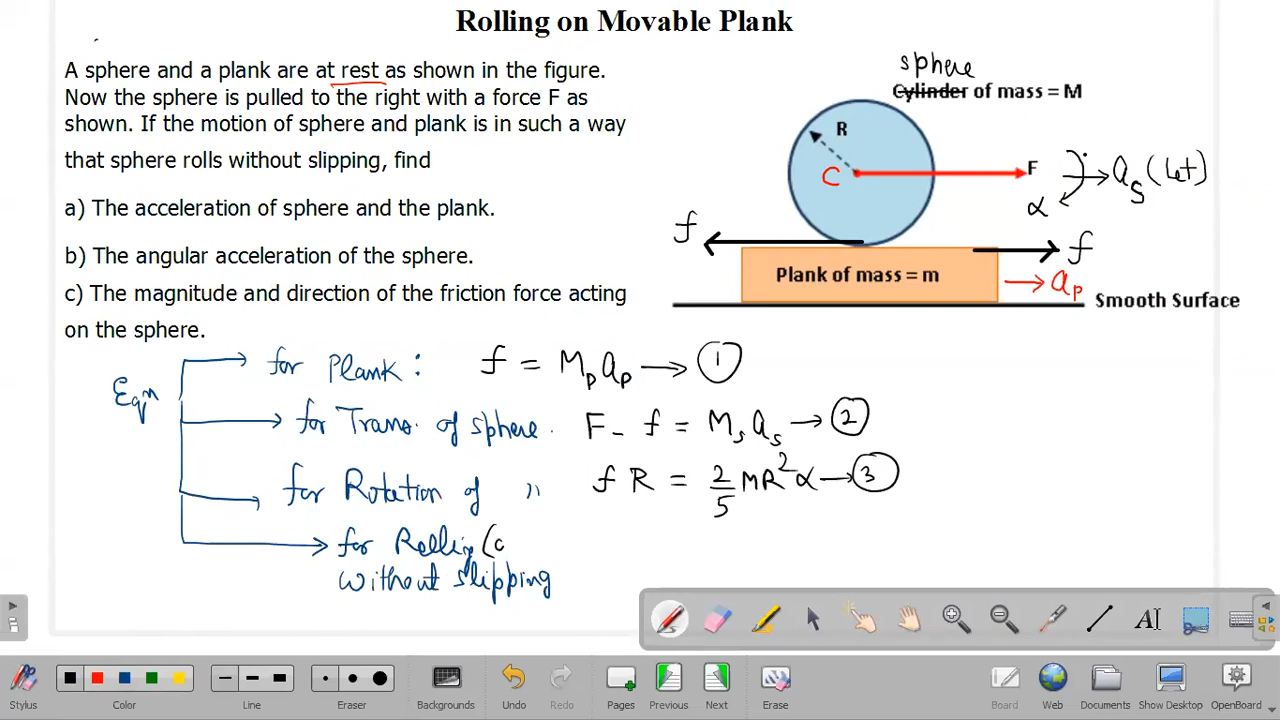 Rolling on Movable Plank
A sphere and a plank are at rest as shown in the figure.
Now the sphere is pulled to the right with a force F as
shown. If the motion of sphere and plank is in such a way
that sphere rolls without slipping, find
a) The acceleration of sphere and the plank.
b) The angular acceleration of the sphere.
c) The magnitude and direction of the friction force acting
on the sphere.
sphere
Cylinder of mass = M
R
C
F
α
a_s (let)
f
f
Plank of mass = m
a_p
Smooth Surface
Eqn
for Plank : f = M_p a_p → ①
for Trans. of sphere. F - f = M_s a_s → ②
for Rotation of " f R = 2/5 MR² α → ③
for Rolling (
without slipping
Stylus
Color
Line
Eraser
Backgrounds
Undo
Redo
Pages
Previous
Next
Erase
Board
Web
Documents
Show Desktop
OpenBoard